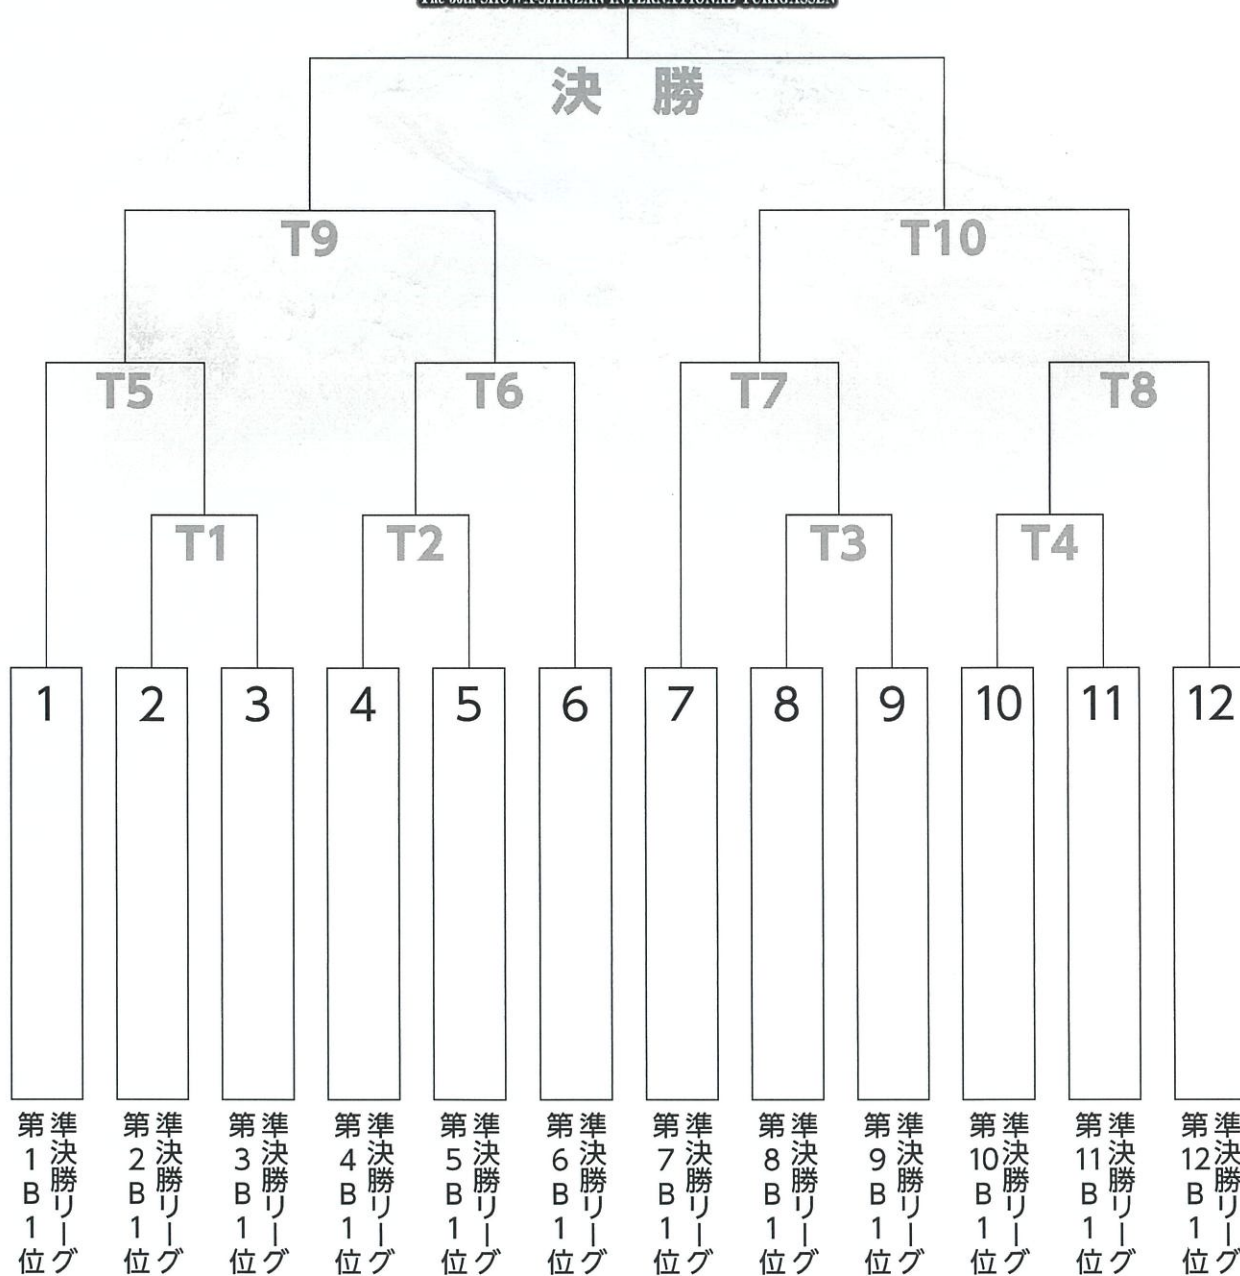 The SHOWA-SHINZAN INTERNATIONAL YUKIGASSEN
決 勝
T9
T10
T5
T6
T7
T8
T1
T2
T3
T4
1
2
3
4
5
6
7
8
9
10
11
12
準決勝リーグ
第1B1位
準決勝リーグ
第2B1位
準決勝リーグ
第3B1位
準決勝リーグ
第4B1位
準決勝リーグ
第5B1位
準決勝リーグ
第6B1位
準決勝リーグ
第7B1位
準決勝リーグ
第8B1位
準決勝リーグ
第9B1位
準決勝リーグ
第10B1位
準決勝リーグ
第11B1位
準決勝リーグ
第12B1位